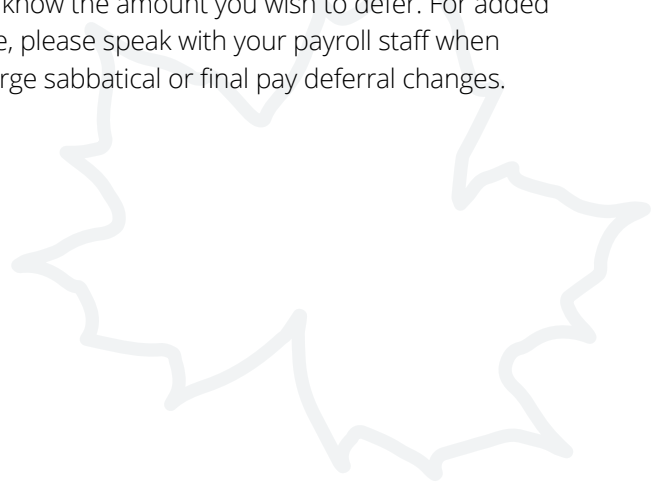 know the amount you wish to defer. For added
please speak with your payroll staff when
sabbatical or final pay deferral changes.